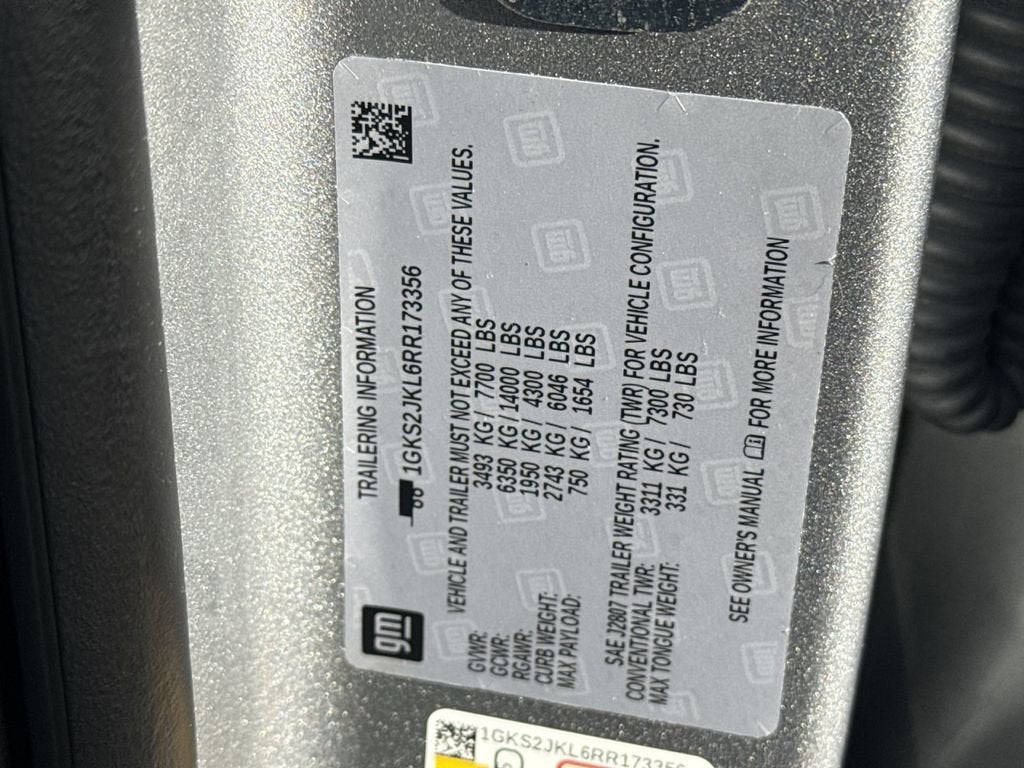 gm
TRAILERING INFORMATION
1GKS2JKL6RR173356
VEHICLE AND TRAILER MUST NOT EXCEED ANY OF THESE VALUES.
GVWR: 3493 KG / 7700 LBS
GCWR: 6350 KG / 14000 LBS
RGAWR: 1950 KG / 4300 LBS
CURB WEIGHT: 2743 KG / 6046 LBS
MAX PAYLOAD: 750 KG / 1654 LBS
SAE J2807 TRAILER WEIGHT RATING (TWR) FOR VEHICLE CONFIGURATION.
CONVENTIONAL TWR: 3311 KG / 7300 LBS
MAX TONGUE WEIGHT: 331 KG / 730 LBS
SEE OWNER'S MANUAL FOR MORE INFORMATION
1GKS2JKL6RR173356